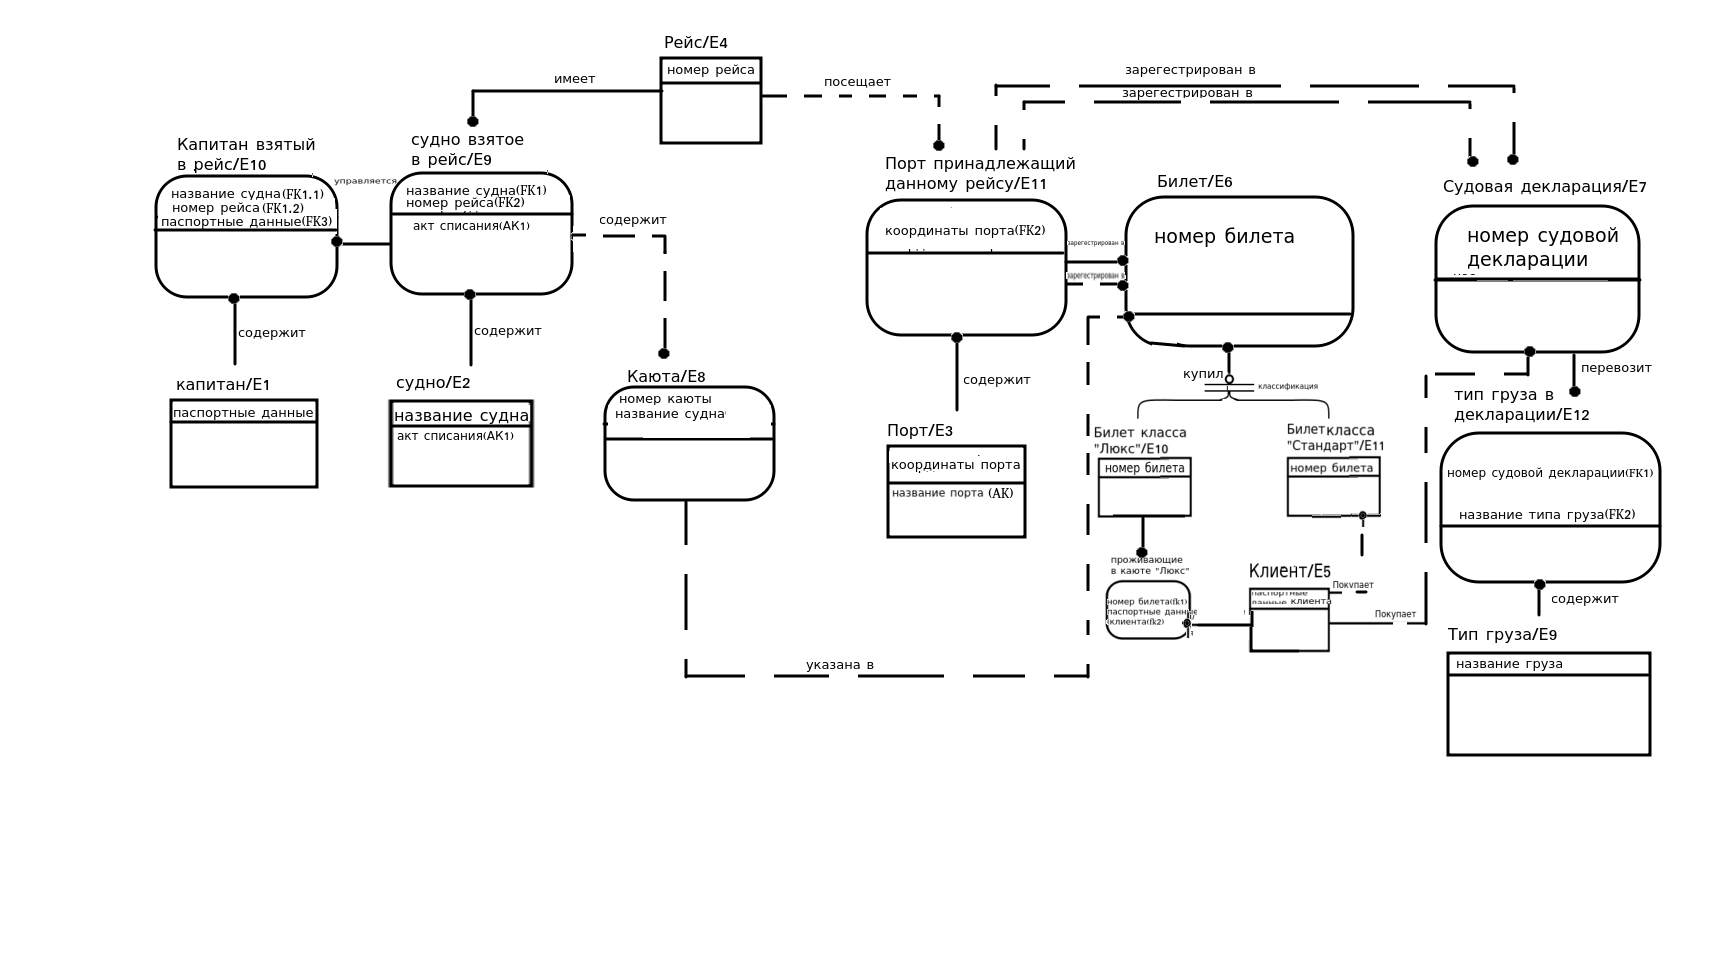 Рейс/E4
номер рейса
имеет
посещает
зарегестрирован в
зарегестрирован в
Капитан взятый
в рейс/E10
название судна(FK1.1)
номер рейса(FK1.2)
паспортные данные(FK3)
управляется
судно взятое
в рейс/E9
название судна(FK1)
номер рейса(FK2)
акт списания(АК1)
содержит
Порт принадлежащий
данному рейсу/E11
координаты порта(FK2)
зарегестрирован в
зарегестрирован в
Билет/E6
номер билета
Судовая декларация/E7
номер судовой
декларации
содержит
содержит
капитан/E1
паспортные данные
судно/E2
название судна
акт списания(АК1)
Каюта/E8
номер каюты
название судна
содержит
Порт/E3
координаты порта
название порта (АК)
купил
классификация
перевозит
Билет класса
"Люкс"/E10
номер билета
Билет класса
"Стандарт"/E11
номер билета
тип груза в
декларации/E12
номер судовой декларации(FK1)
название типа груза(FK2)
проживающие
в каюте "Люкс"
номер билета(fk1)
паспортные данные
(клиента(fk2)
Клиент/E5
паспортные
данные клиента
Покупает
Покупает
содержит
Тип груза/E9
название груза
указана в